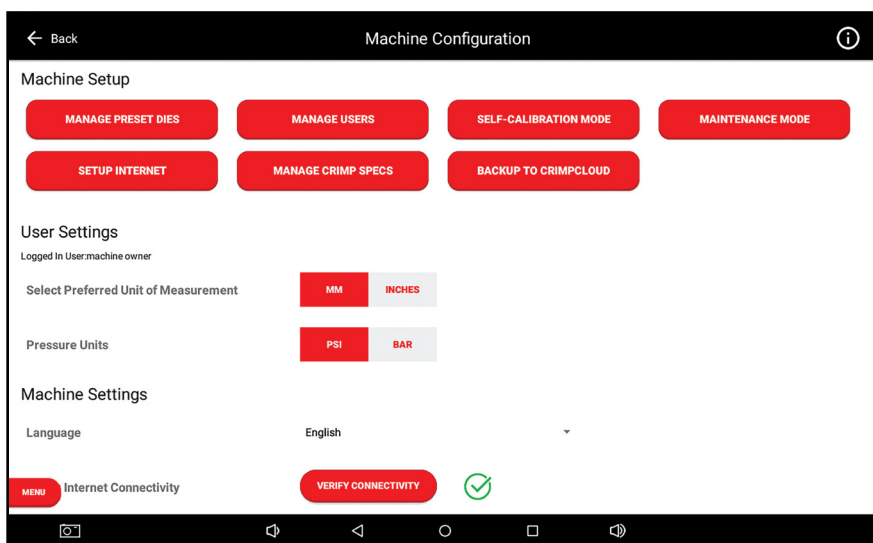 Back
Machine Configuration
Machine Setup
MANAGE PRESET DIES
MANAGE USERS
SELF-CALIBRATION MODE
MAINTENANCE MODE
SETUP INTERNET
MANAGE CRIMP SPECS
BACKUP TO CRIMPCLOUD
User Settings
Logged In User:machine owner
Select Preferred Unit of Measurement
MM
INCHES
Pressure Units
PSI
BAR
Machine Settings
Language
English
MENU
Internet Connectivity
VERIFY CONNECTIVITY